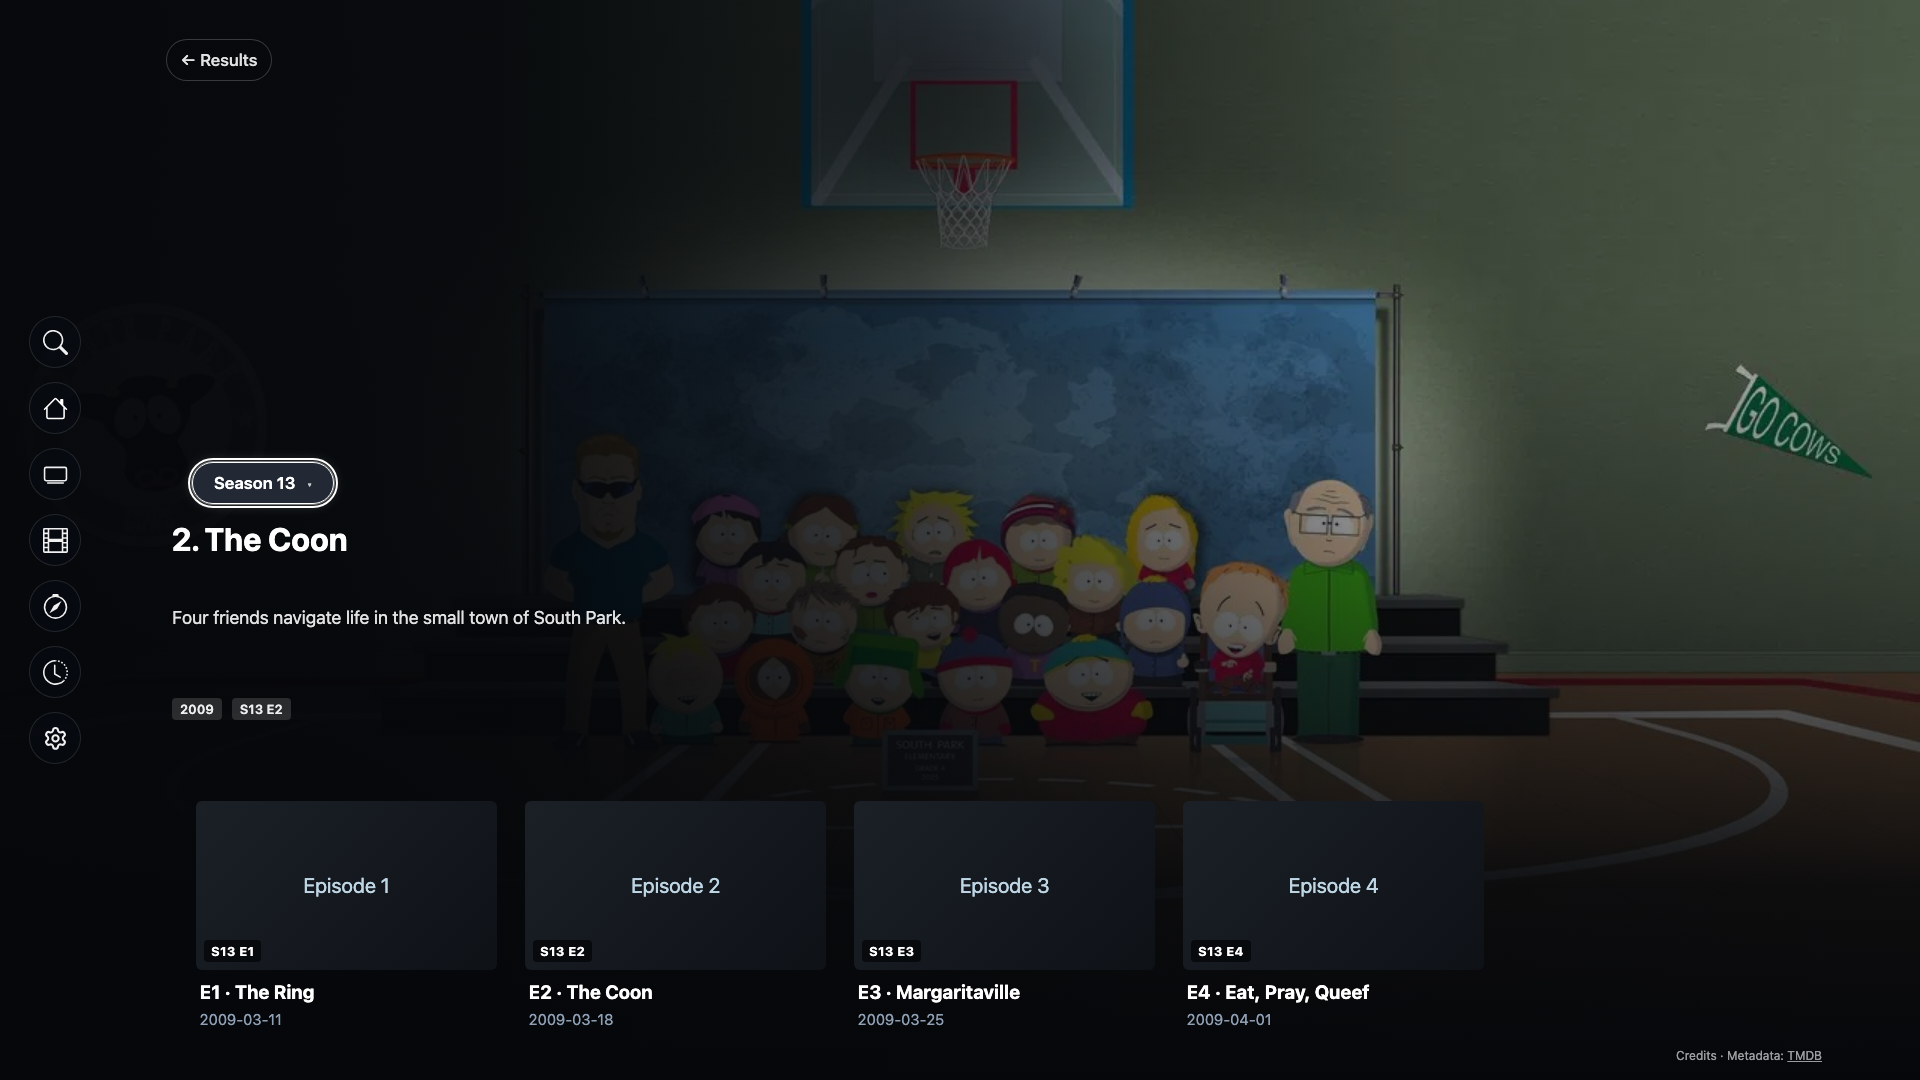 ← Results
GO COWS
Season 13
2. The Coon
Four friends navigate life in the small town of South Park.
2009 S13 E2
SOUTH PARK
ELEMENTARY
Episode 1
S13 E1
E1 · The Ring
2009-03-11
Episode 2
S13 E2
E2 · The Coon
2009-03-18
Episode 3
S13 E3
E3 · Margaritaville
2009-03-25
Episode 4
S13 E4
E4 · Eat, Pray, Queef
2009-04-01
Credits · Metadata: TMDB